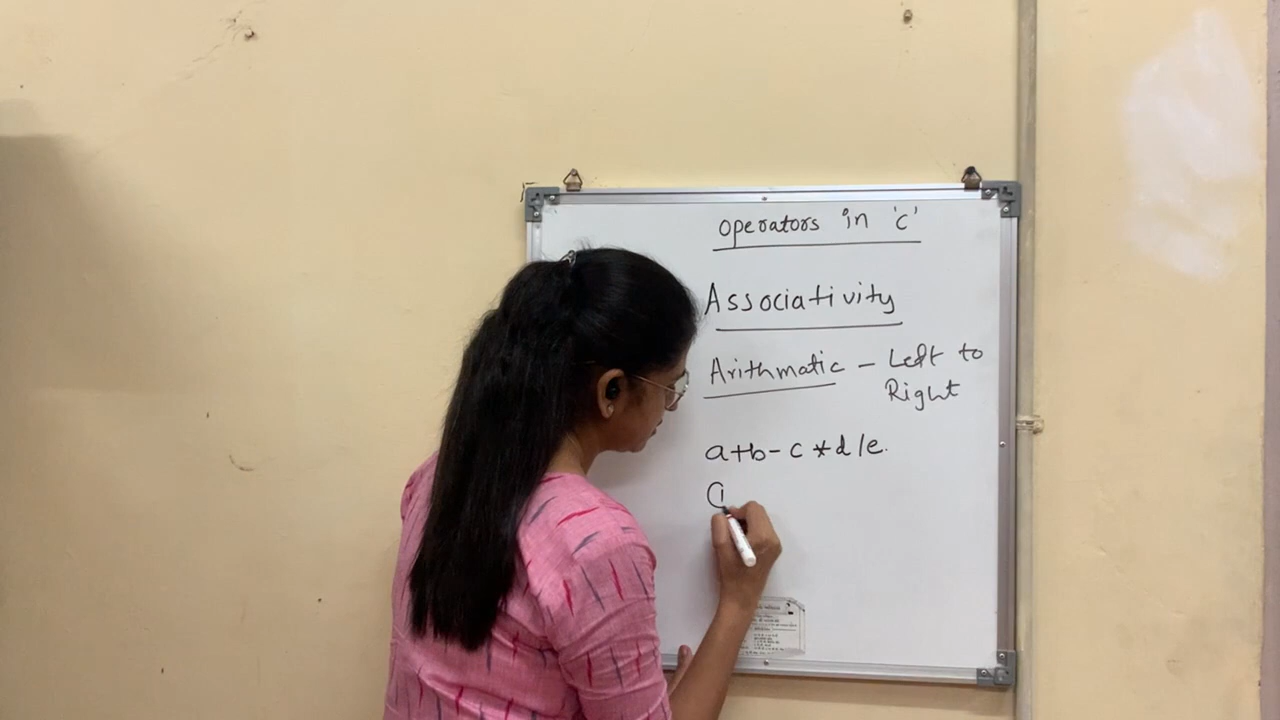 operators in 'c'
Associativity
Arithmatic - Left to
Right
a+b- c *d/e.
a